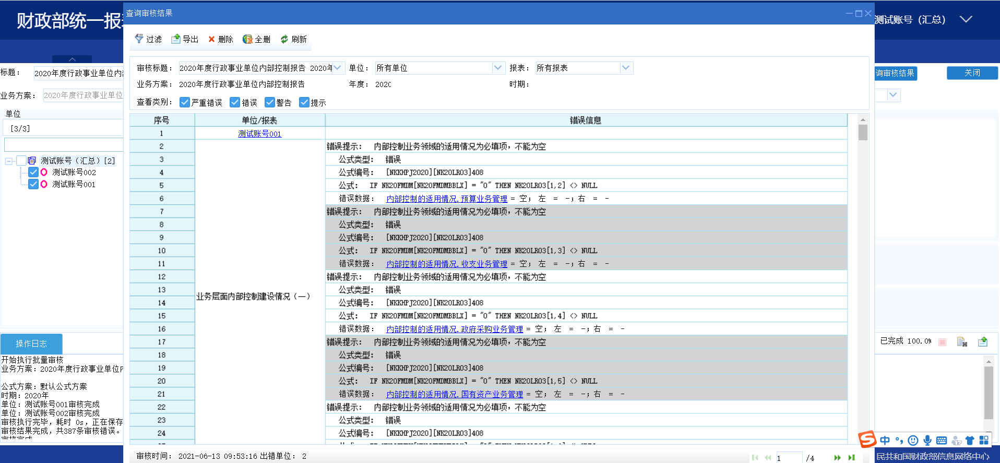 财政部统一报
查询审核结果
测试账号（汇总）
过滤 导出 删除 全删 刷新
标题：
2020年度行政事业单位内
审核标题： 2020年度行政事业单位内部控制报告 2020年 单位： 所有单位 报表： 所有报表
询审核结果
关闭
业务方案： 2020年度行政事业单位内部控制报告 年度： 2020 时期：
业务方案： 2020年度行政事业单位
查看类别： 严重错误 错误 警告 提示
单位
[3/3]
测试账号（汇总）[2]
测试账号002
测试账号001
序号 单位/报表 错误信息
1 测试账号001
业务层面内部控制建设情况（一）
2 错误提示： 内部控制业务领域的适用情况为必填项，不能为空
3 公式类型： 错误
4 公式编号： [NKKHPJ2020][NK20LR03]408
5 公式： IF NK20FMDM[NK20FMDMBBLX] = "0" THEN NK20LR03[1,2] <> NULL
6 错误数据： 内部控制的适用情况.预算业务管理 = 空； 左 = -；右 = -
7 错误提示： 内部控制业务领域的适用情况为必填项，不能为空
8 公式类型： 错误
9 公式编号： [NKKHPJ2020][NK20LR03]408
10 公式： IF NK20FMDM[NK20FMDMBBLX] = "0" THEN NK20LR03[1,3] <> NULL
11 错误数据： 内部控制的适用情况.收支业务管理 = 空； 左 = -；右 = -
12 错误提示： 内部控制业务领域的适用情况为必填项，不能为空
13 公式类型： 错误
14 公式编号： [NKKHPJ2020][NK20LR03]408
15 公式： IF NK20FMDM[NK20FMDMBBLX] = "0" THEN NK20LR03[1,4] <> NULL
16 错误数据： 内部控制的适用情况.政府采购业务管理 = 空； 左 = -；右 = -
17 错误提示： 内部控制业务领域的适用情况为必填项，不能为空
18 公式类型： 错误
19 公式编号： [NKKHPJ2020][NK20LR03]408
20 公式： IF NK20FMDM[NK20FMDMBBLX] = "0" THEN NK20LR03[1,5] <> NULL
21 错误数据： 内部控制的适用情况.国有资产业务管理 = 空； 左 = -；右 = -
22 错误提示： 内部控制业务领域的适用情况为必填项，不能为空
23 公式类型： 错误
24 公式编号： [NKKHPJ2020][NK20LR03]408
操作日志
已完成 100.0%
开始执行批量审核
业务方案：2020年度行政事业单位内
公式方案：默认公式方案
时期：2020年
单位：测试账号001审核完成
单位：测试账号002审核完成
审核执行完毕，耗时 0s，正在保存
审核结果完成，共387条审核错误。
审核时间： 2021-06-13 09:53:16 出错单位： 2
1 /4
中
民共和国财政部信息网络中心